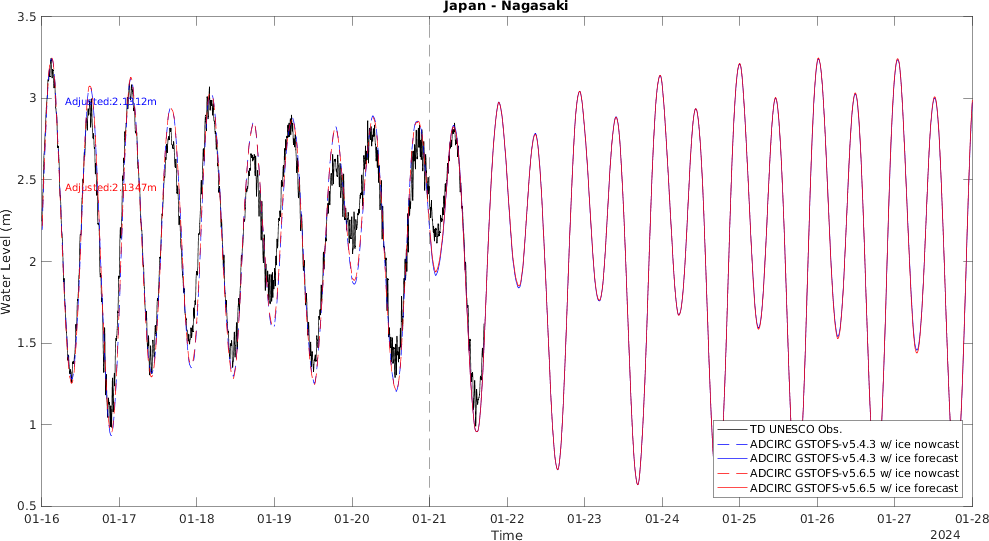 Japan - Nagasaki
3.5
3
2.5
2
1.5
1
0.5
Water Level (m)
Adjusted:2.1312m
Adjusted:2.1347m
TD UNESCO Obs.
ADCIRC GSTOFS-v5.4.3 w/ ice nowcast
ADCIRC GSTOFS-v5.4.3 w/ ice forecast
ADCIRC GSTOFS-v5.6.5 w/ ice nowcast
ADCIRC GSTOFS-v5.6.5 w/ ice forecast
01-16 01-17 01-18 01-19 01-20 01-21 01-22 01-23 01-24 01-25 01-26 01-27 01-28
Time
2024